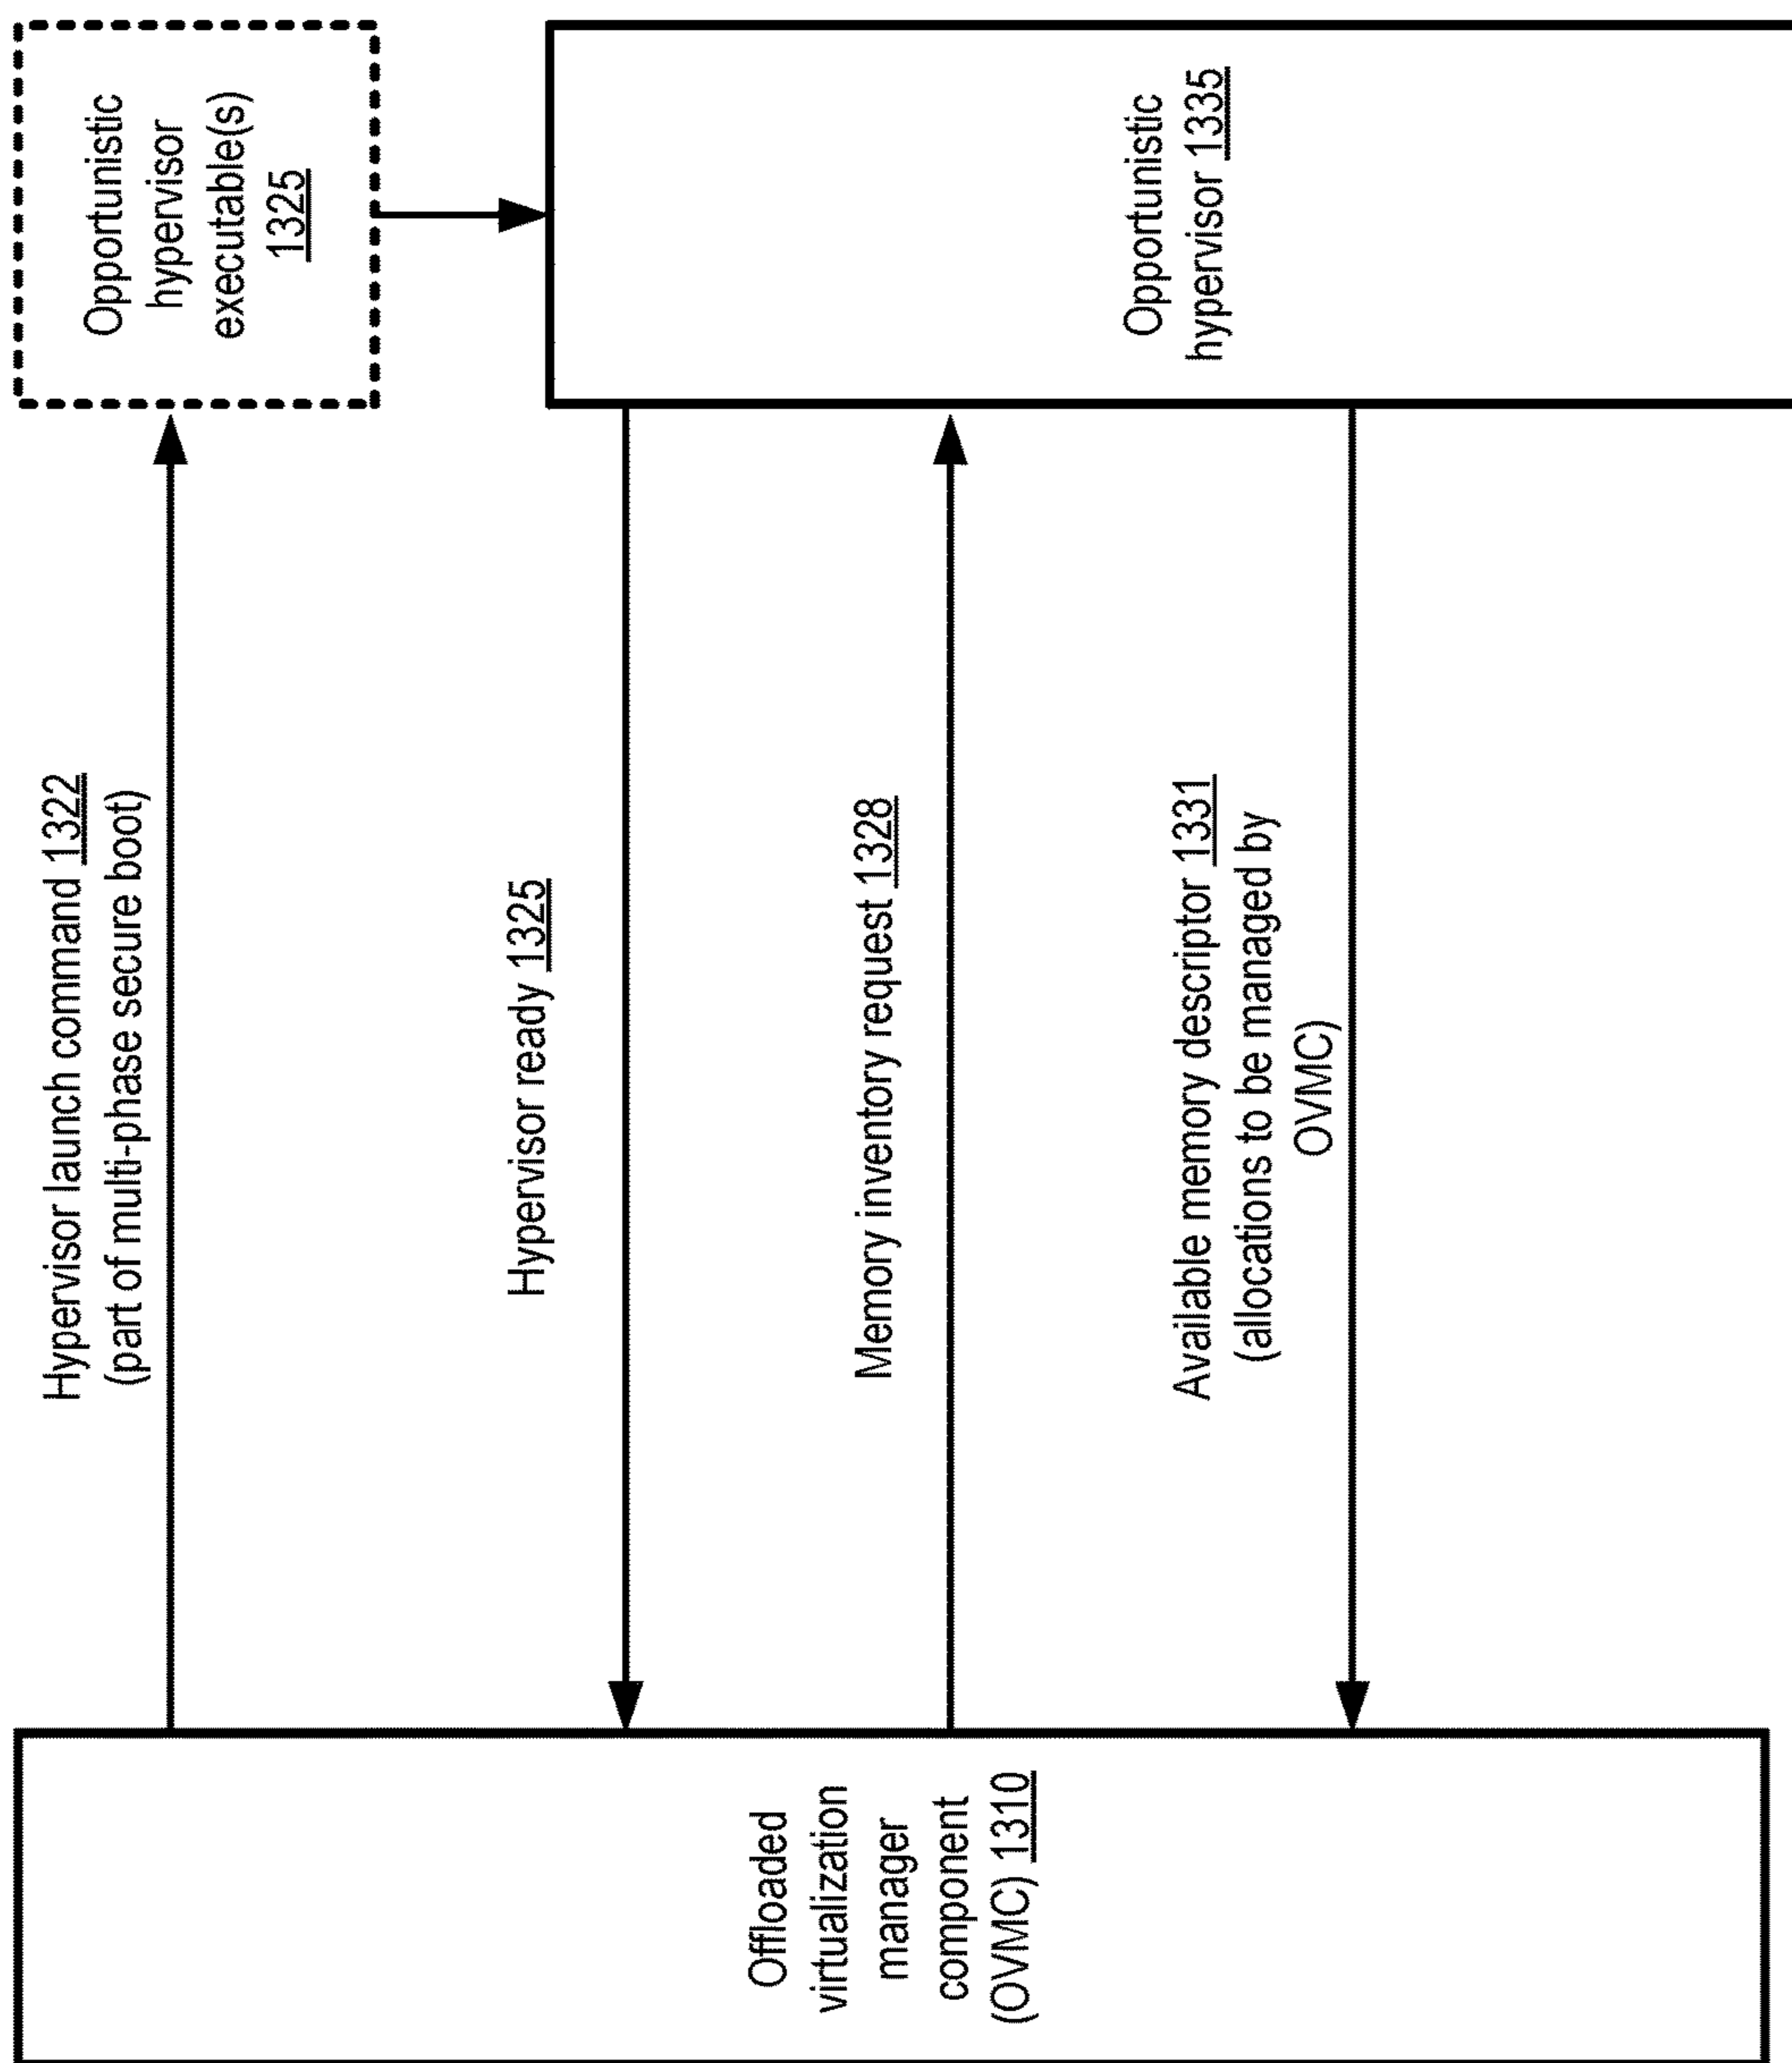 Hypervisor launch command 1322
(part of multi-phase secure boot)
Opportunistic
hypervisor
executable(s)
1325
Hypervisor ready 1325
Memory inventory request 1328
Available memory descriptor 1331
(allocations to be managed by
OVMC)
Offloaded
virtualization
manager
component
(OVMC) 1310
Opportunistic
hypervisor 1335